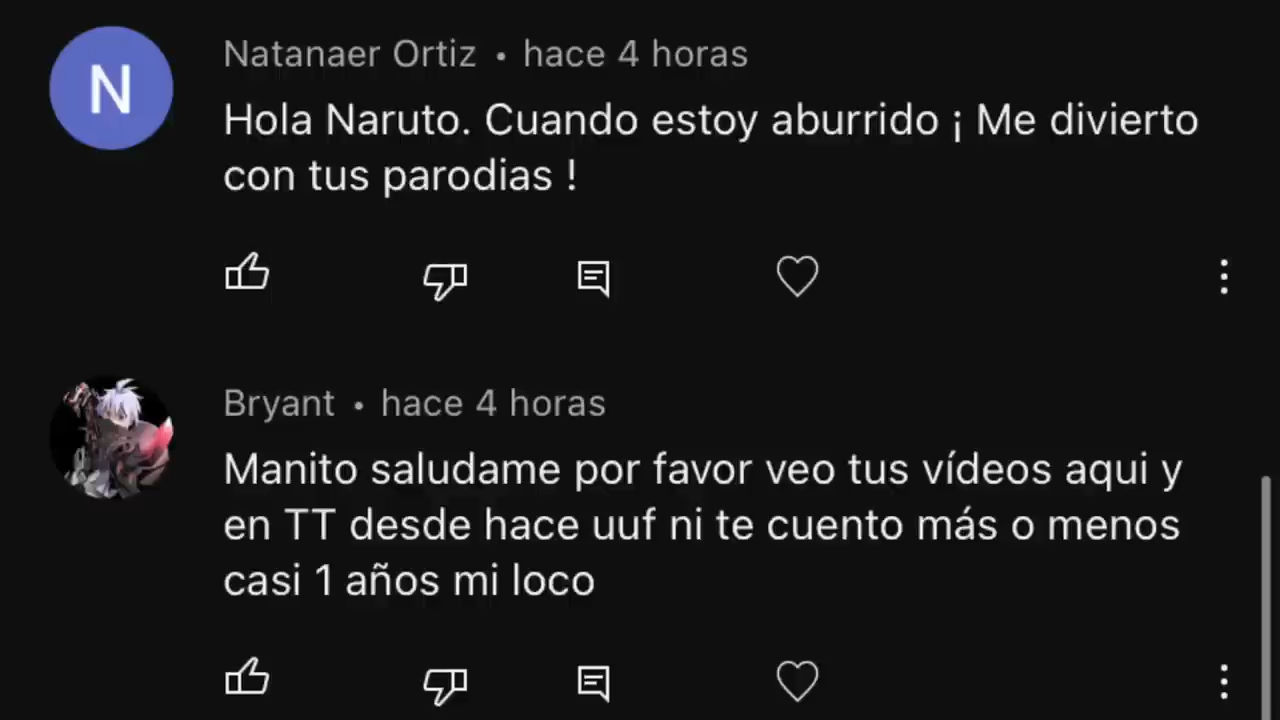 N
Natanaer Ortiz • hace 4 horas
Hola Naruto. Cuando estoy aburrido ¡ Me divierto
con tus parodias !
Bryant • hace 4 horas
Manito saludame por favor veo tus vídeos aqui y
en TT desde hace uuf ni te cuento más o menos
casi 1 años mi loco